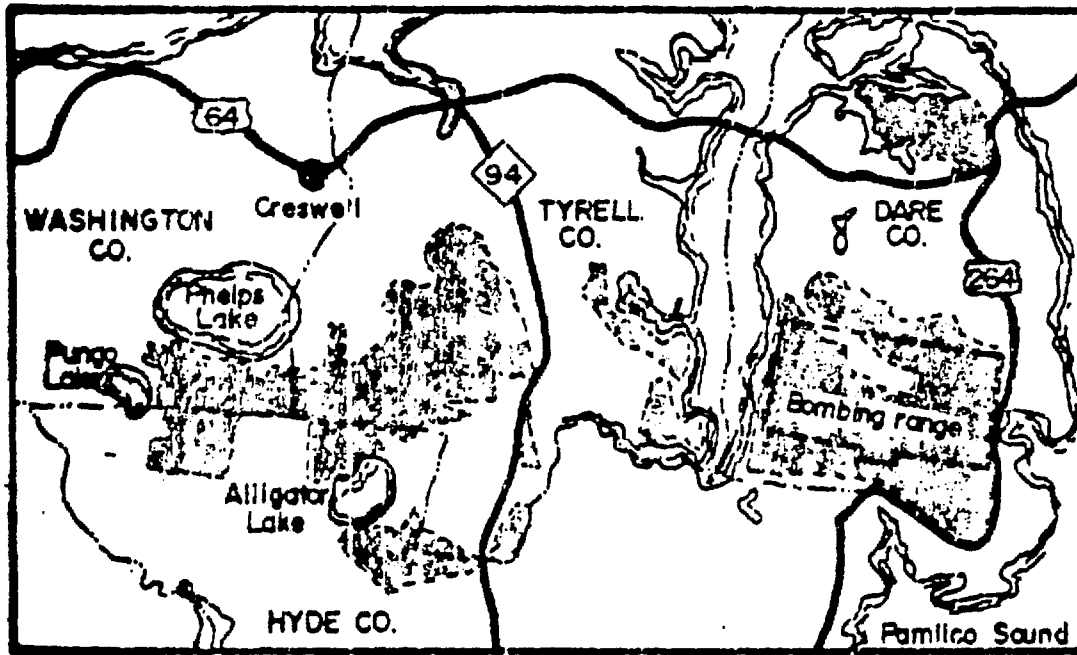 64
Creswell
94
WASHINGTON
CO.
TYRELL.
CO.
DARE
CO.
264
Phelps
Lake
Pungo
Lake
Bombing range
Alligator
Lake
HYDE CO.
Pamlico Sound